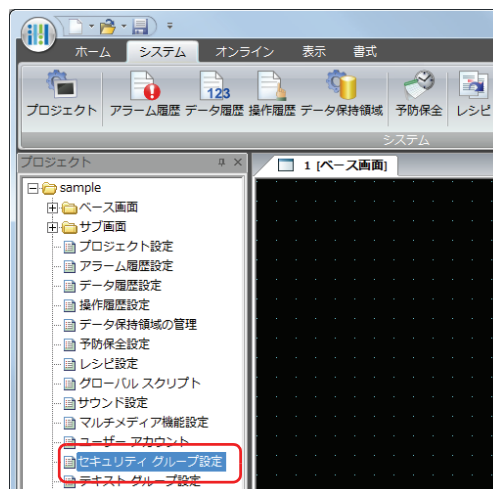 ホーム システム オンライン 表示 書式
プロジェクト アラーム履歴 データ履歴 操作履歴 データ保持領域 予防保全 レシピ
123
システム
プロジェクト
1 [ベース画面]
sample
ベース画面
サブ画面
プロジェクト設定
アラーム履歴設定
データ履歴設定
操作履歴設定
データ保持領域の管理
予防保全設定
レシピ設定
グローバル スクリプト
サウンド設定
マルチメディア機能設定
ユーザー アカウント
セキュリティ グループ設定
テキスト グループ設定